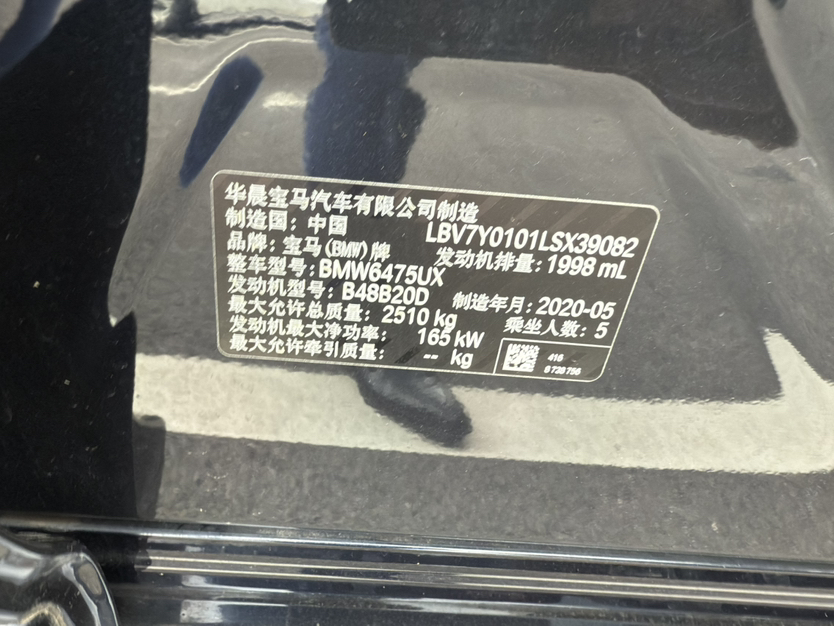 华晨宝马汽车有限公司制造
制造国：中国 LBV7Y0101LSX39082
品牌：宝马(BMW)牌 发动机排量：1998 mL
整车型号：BMW6475UX
发动机型号：B48B20D 制造年月：2020-05
最大允许总质量：2510 kg 乘坐人数：5
发动机最大净功率：165 kW
最大允许牵引质量：-- kg
416
8728756